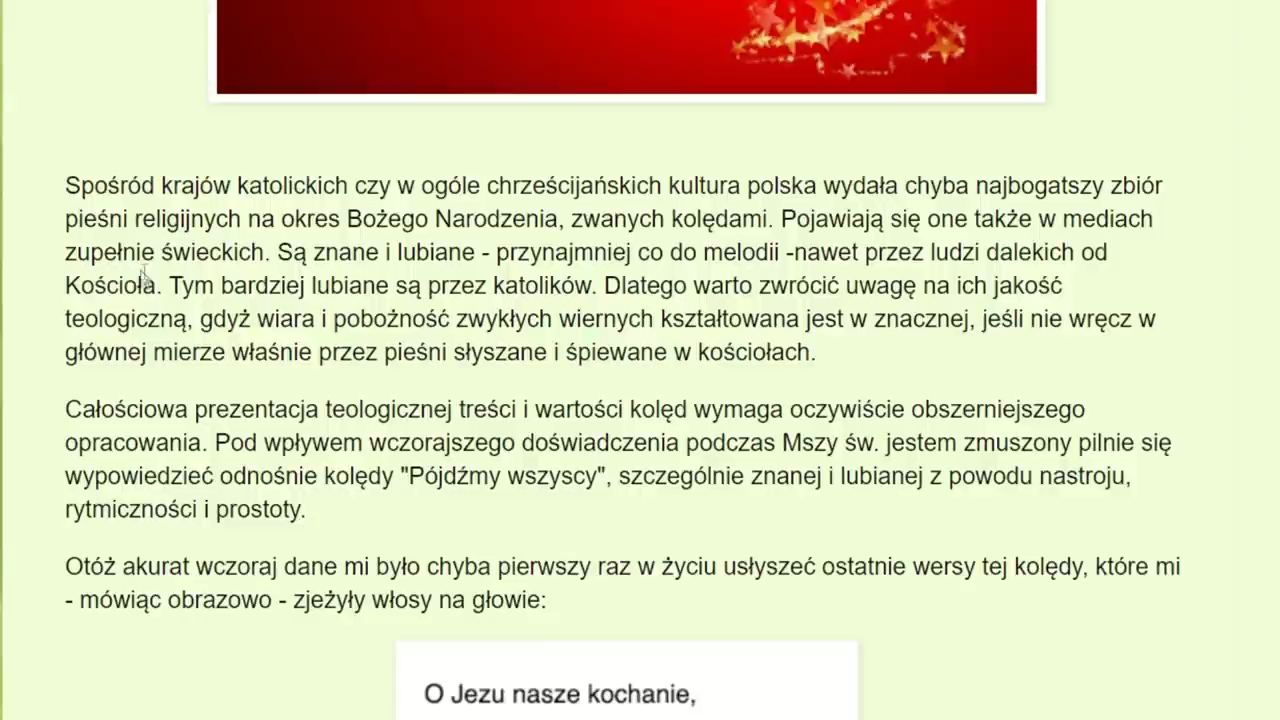 Spośród krajów katolickich czy w ogóle chrześcijańskich kultura polska wydała chyba najbogatszy zbiór
pieśni religijnych na okres Bożego Narodzenia, zwanych kolędami. Pojawiają się one także w mediach
zupełnie świeckich. Są znane i lubiane - przynajmniej co do melodii -nawet przez ludzi dalekich od
Kościoła. Tym bardziej lubiane są przez katolików. Dlatego warto zwrócić uwagę na ich jakość
teologiczną, gdyż wiara i pobożność zwykłych wiernych kształtowana jest w znacznej, jeśli nie wręcz w
głównej mierze właśnie przez pieśni słyszane i śpiewane w kościołach.
Całościowa prezentacja teologicznej treści i wartości kolęd wymaga oczywiście obszerniejszego
opracowania. Pod wpływem wczorajszego doświadczenia podczas Mszy św. jestem zmuszony pilnie się
wypowiedzieć odnośnie kolędy "Pójdźmy wszyscy", szczególnie znanej i lubianej z powodu nastroju,
rytmiczności i prostoty.
Otóż akurat wczoraj dane mi było chyba pierwszy raz w życiu usłyszeć ostatnie wersy tej kolędy, które mi
- mówiąc obrazowo - zjeżyły włosy na głowie:
O Jezu nasze kochanie,